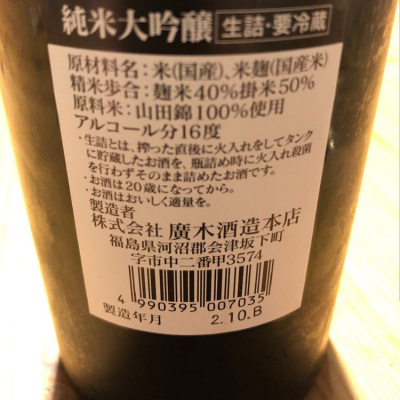 純米大吟醸 生詰・要冷蔵
原材料名：米(国産)、米麹(国産米)
精米歩合：麹米40%掛米50%
原料米：山田錦100%使用
アルコール分16度
・生詰とは、搾った直後に火入れをしてタンク
に貯蔵したお酒を、瓶詰め時に火入れ殺菌
を行わずそのまま詰めたお酒です。
・お酒は20歳になってから。
・お酒はおいしく適量を。
製造者
株式会社 廣木酒造本店
福島県河沼郡会津坂下町
字市中二番甲3574
4 990395 007035
製造年月 2.10.B